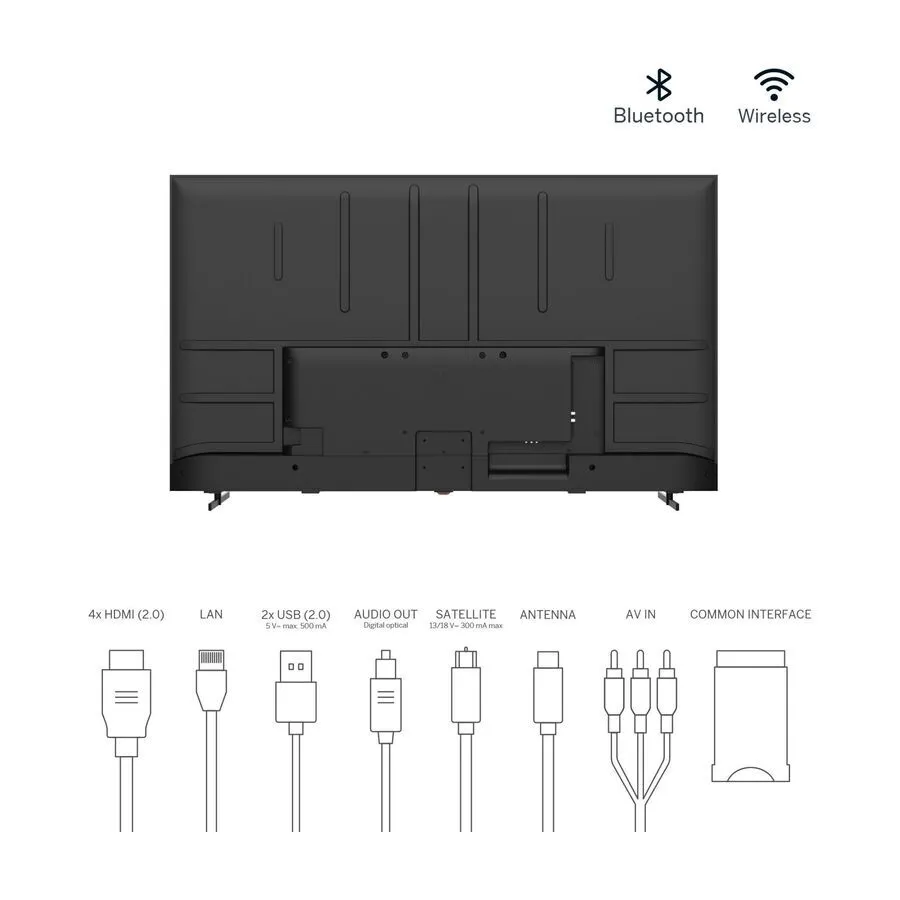 Bluetooth
Wireless
4x HDMI (2.0)
LAN
2x USB (2.0)
5 V⎓ max. 500 mA
AUDIO OUT
Digital optical
SATELLITE
13/18 V⎓ 300 mA max
ANTENNA
AV IN
COMMON INTERFACE